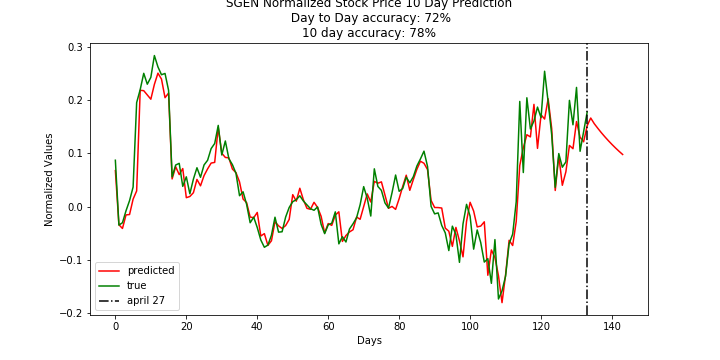 SGEN Normalized Stock Price 10 Day Prediction
Day to Day accuracy: 72%
10 day accuracy: 78%
0.3
0.2
0.1
0.0
−0.1
−0.2
Normalized Values
predicted
true
april 27
0 20 40 60 80 100 120 140
Days